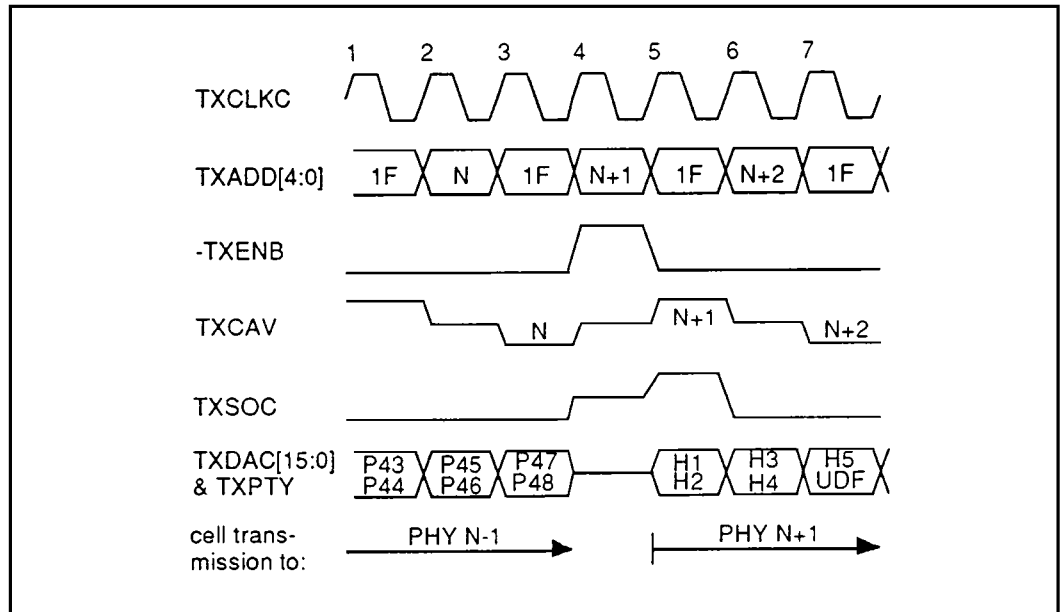 1 2 3 4 5 6 7
TXCLKC
TXADD[4:0] 1F N 1F N+1 1F N+2 1F
-TXENB
TXCAV N N+1 N+2
TXSOC
TXDAC[15:0] P43 P45 P47 H1 H3 H5
& TXPTY P44 P46 P48 H2 H4 UDF
cell trans- PHY N-1 PHY N+1
mission to: